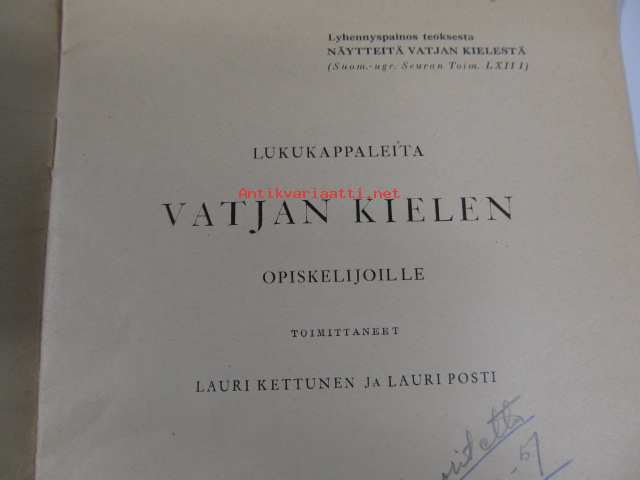 Lyhennyspainos teoksesta
NÄYTTEITÄ VATJAN KIELESTÄ
(Suom.-ugr. Seuran Toim. LXIII)
LUKUKAPPALEITA
Antikvariaatti.net
VATJAN KIELEN
OPISKELIJOILLE
TOIMITTANEET
LAURI KETTUNEN JA LAURI POSTI